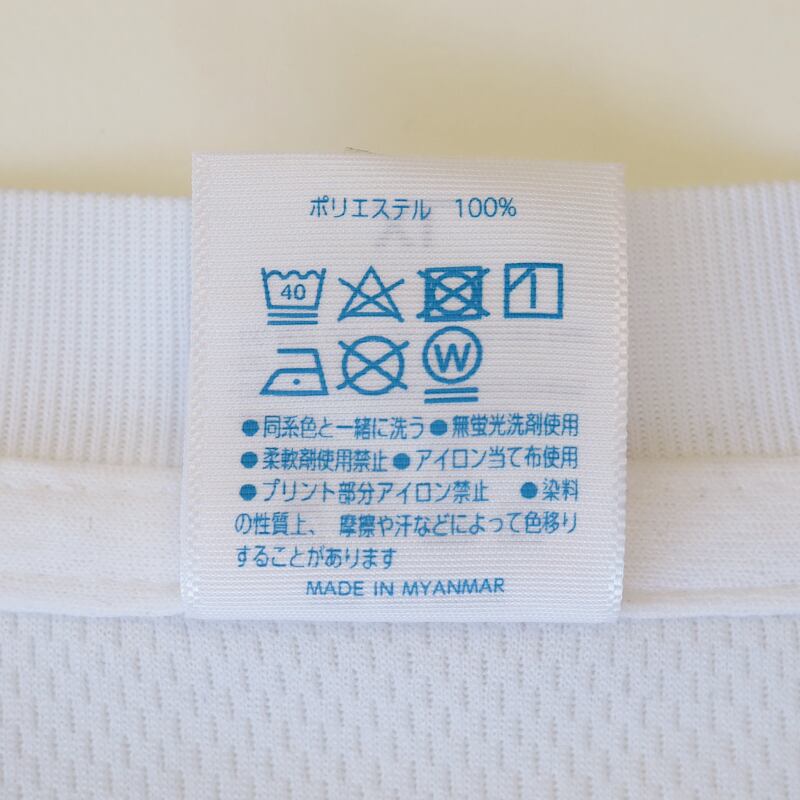 ポリエステル 100%
40
W
●同系色と一緒に洗う ●無蛍光洗剤使用
●柔軟剤使用禁止 ●アイロン当て布使用
●プリント部分アイロン禁止 ●染料
の性質上、 摩擦や汗などによって色移り
することがあります
MADE IN MYANMAR